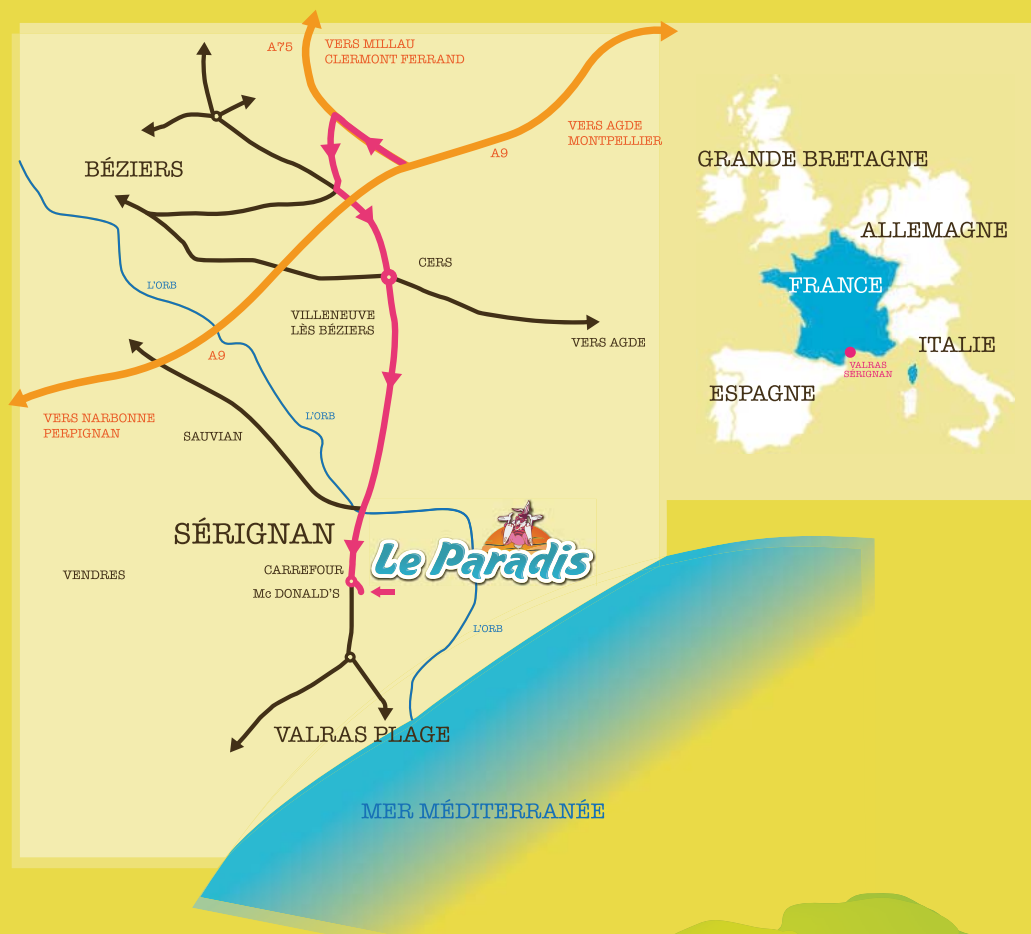 A75
VERS MILLAU
CLERMONT FERRAND
VERS AGDE
MONTPELLIER
A9
BÉZIERS
L'ORB
CERS
VILLENEUVE
LÈS BÉZIERS
VERS AGDE
A9
VERS NARBONNE
PERPIGNAN
SAUVIAN
L'ORB
SÉRIGNAN
Le Paradis
VENDRES
CARREFOUR
Mc DONALD'S
L'ORB
VALRAS PLAGE
MER MÉDITERRANÉE
GRANDE BRETAGNE
ALLEMAGNE
FRANCE
ITALIE
VALRAS
SÉRIGNAN
ESPAGNE